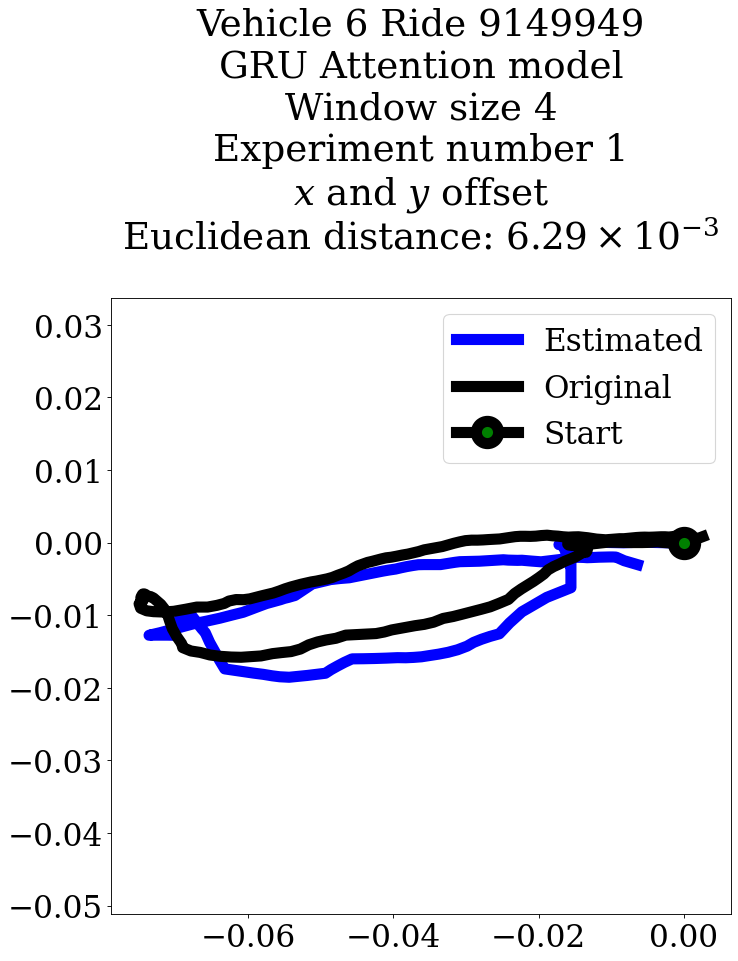 Vehicle 6 Ride 9149949
GRU Attention model
Window size 4
Experiment number 1
x and y offset
Euclidean distance: 6.29 × 10⁻³
Estimated
Original
Start
0.03
0.02
0.01
0.00
−0.01
−0.02
−0.03
−0.04
−0.05
−0.06 −0.04 −0.02 0.00